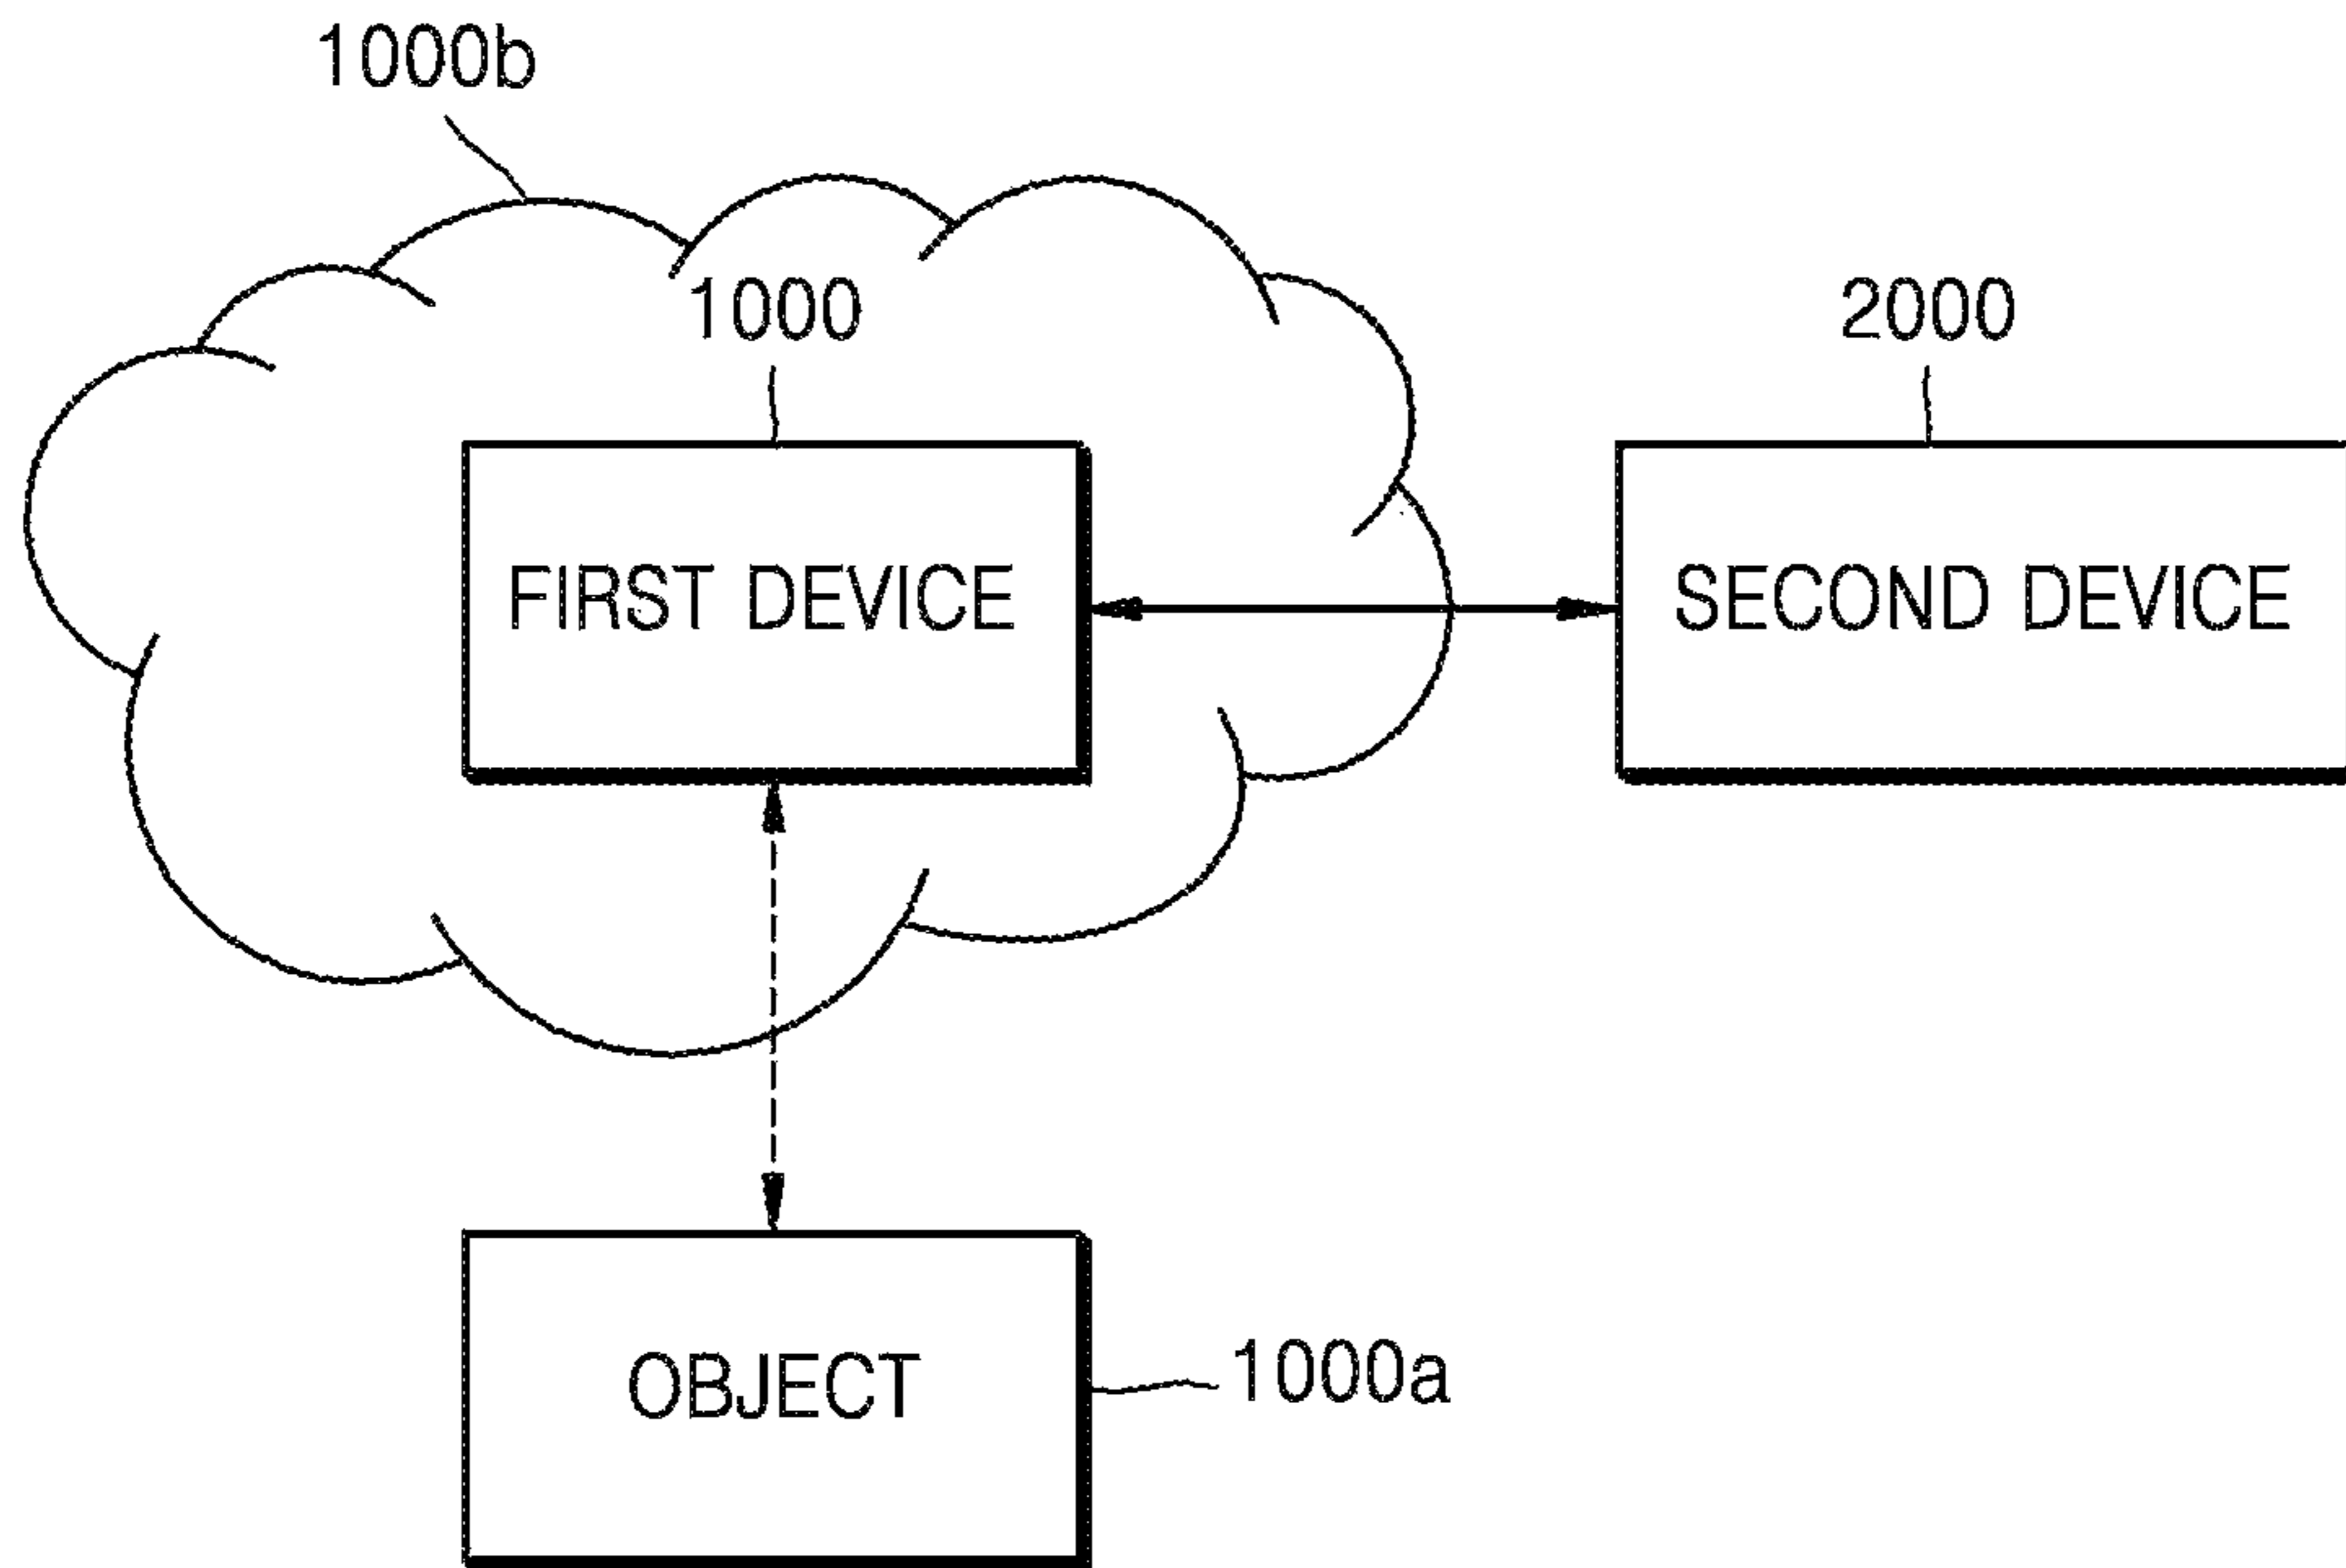 1000b
1000
2000
FIRST DEVICE
SECOND DEVICE
OBJECT
1000a